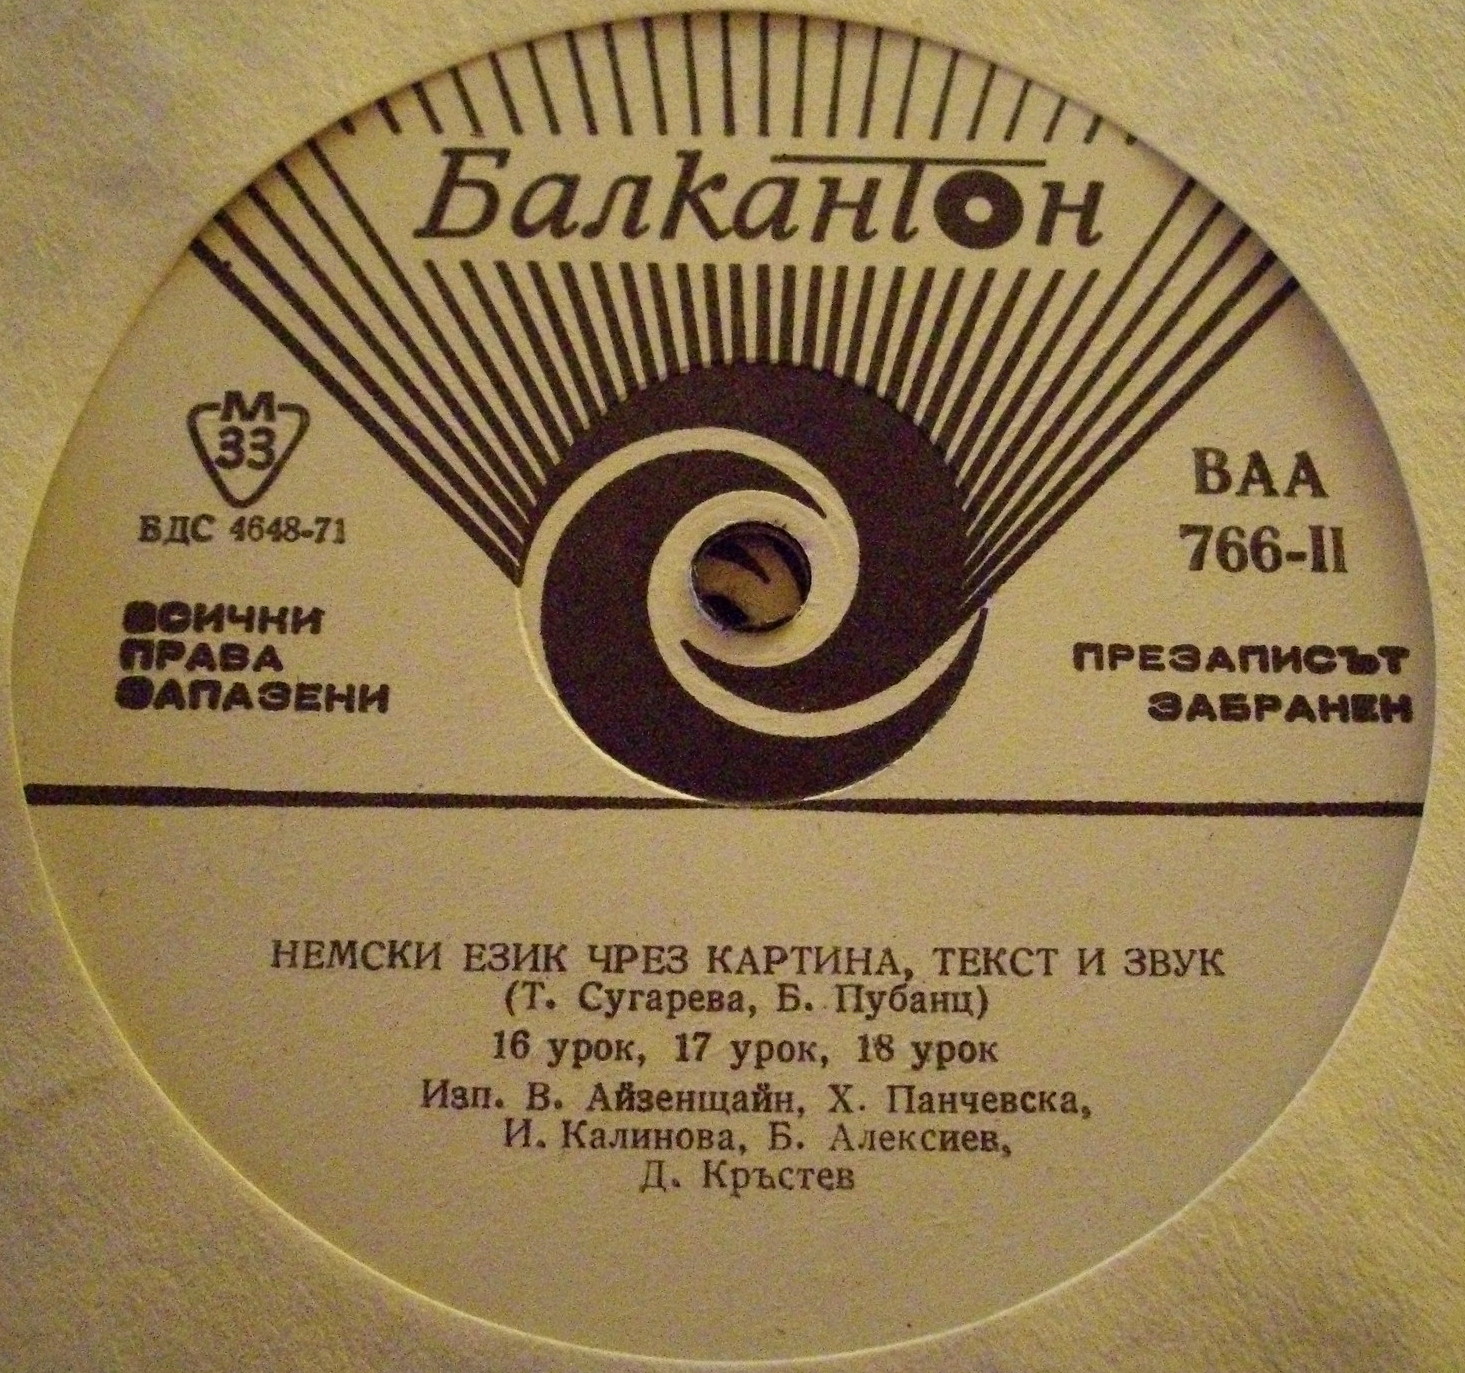 Балкантон
М
33
БДС 4648-71
ВСИЧКИ
ПРАВА
ЗАПАЗЕНИ
ВАА
766-II
ПРЕЗАПИСЪТ
ЗАБРАНЕН
НЕМСКИ ЕЗИК ЧРЕЗ КАРТИНА, ТЕКСТ И ЗВУК
(Т. Сугарева, Б. Пубанц)
16 урок, 17 урок, 18 урок
Изп. В. Айзенщайн, Х. Панчевска,
И. Калинова, Б. Алексиев,
Д. Кръстев